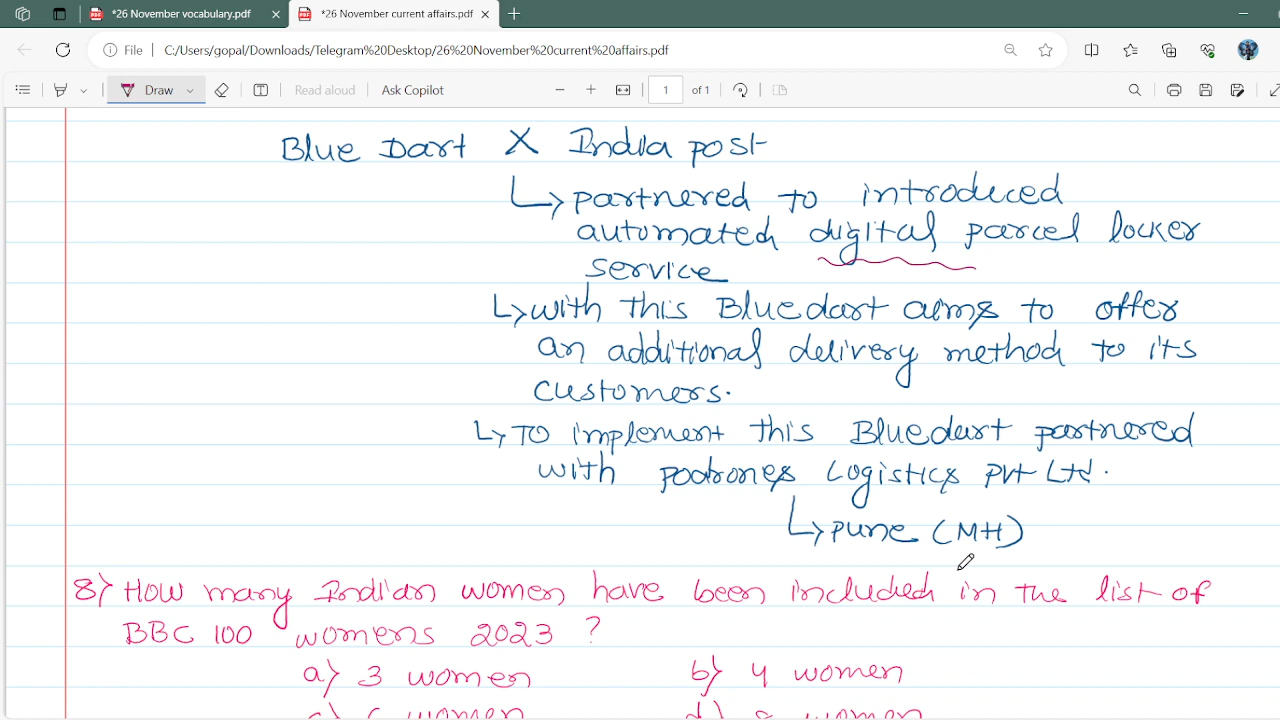 *26 November vocabulary.pdf
*26 November current affairs.pdf
File C:/Users/gopal/Downloads/Telegram%20Desktop/26%20November%20current%20affairs.pdf
Draw Read aloud Ask Copilot 1 of 1
Blue Dart X India post
partnered to introduced
automated digital parcel locker
service
with this Bluedart aims to offer
an additional delivery method to its
customers.
To implement this Bluedart partnered
with podrones Logistics Pvt Ltd.
Pune (MH)
8) How many Indian women have been included in the list of
BBC 100 womens 2023 ?
a) 3 women b) 4 women
women women